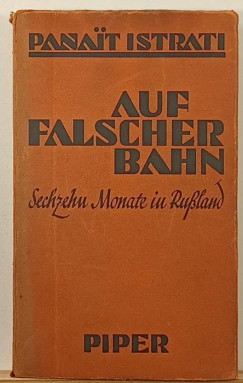 PANAÏT ISTRATI
AUF
FALSCHER
BAHN
Sechzehn Monate in Rußland
PIPER